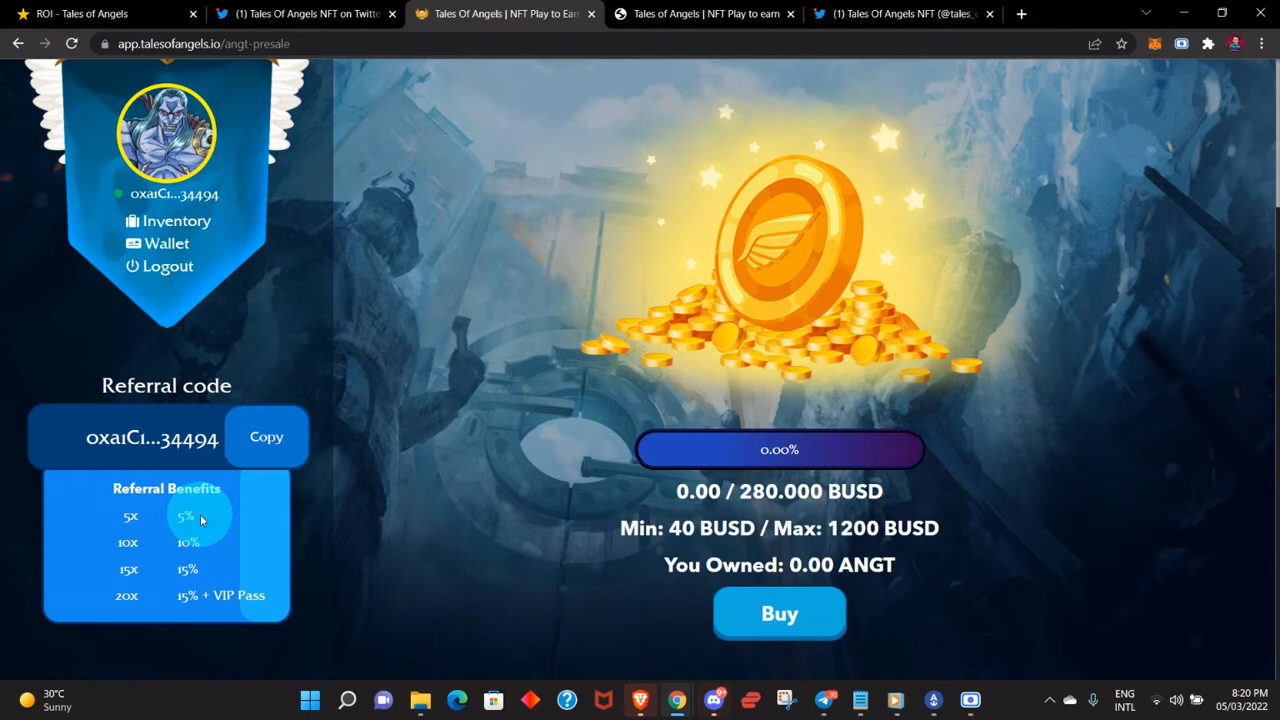 ROI - Tales of Angels
(1) Tales Of Angels NFT on Twitte
Tales Of Angels | NFT Play to Earn
Tales of Angels | NFT Play to earn
(1) Tales Of Angels NFT (@tales_o
app.talesofangels.io/angt-presale
0xa1C1...34494
Inventory
Wallet
Logout
Referral code
0xa1C1...34494
Copy
Referral Benefits
5x 5%
10x 10%
15x 15%
20x 15% + VIP Pass
0.00%
0.00 / 280.000 BUSD
Min: 40 BUSD / Max: 1200 BUSD
You Owned: 0.00 ANGT
Buy
30°C
Sunny
ENG
INTL
8:20 PM
05/03/2022